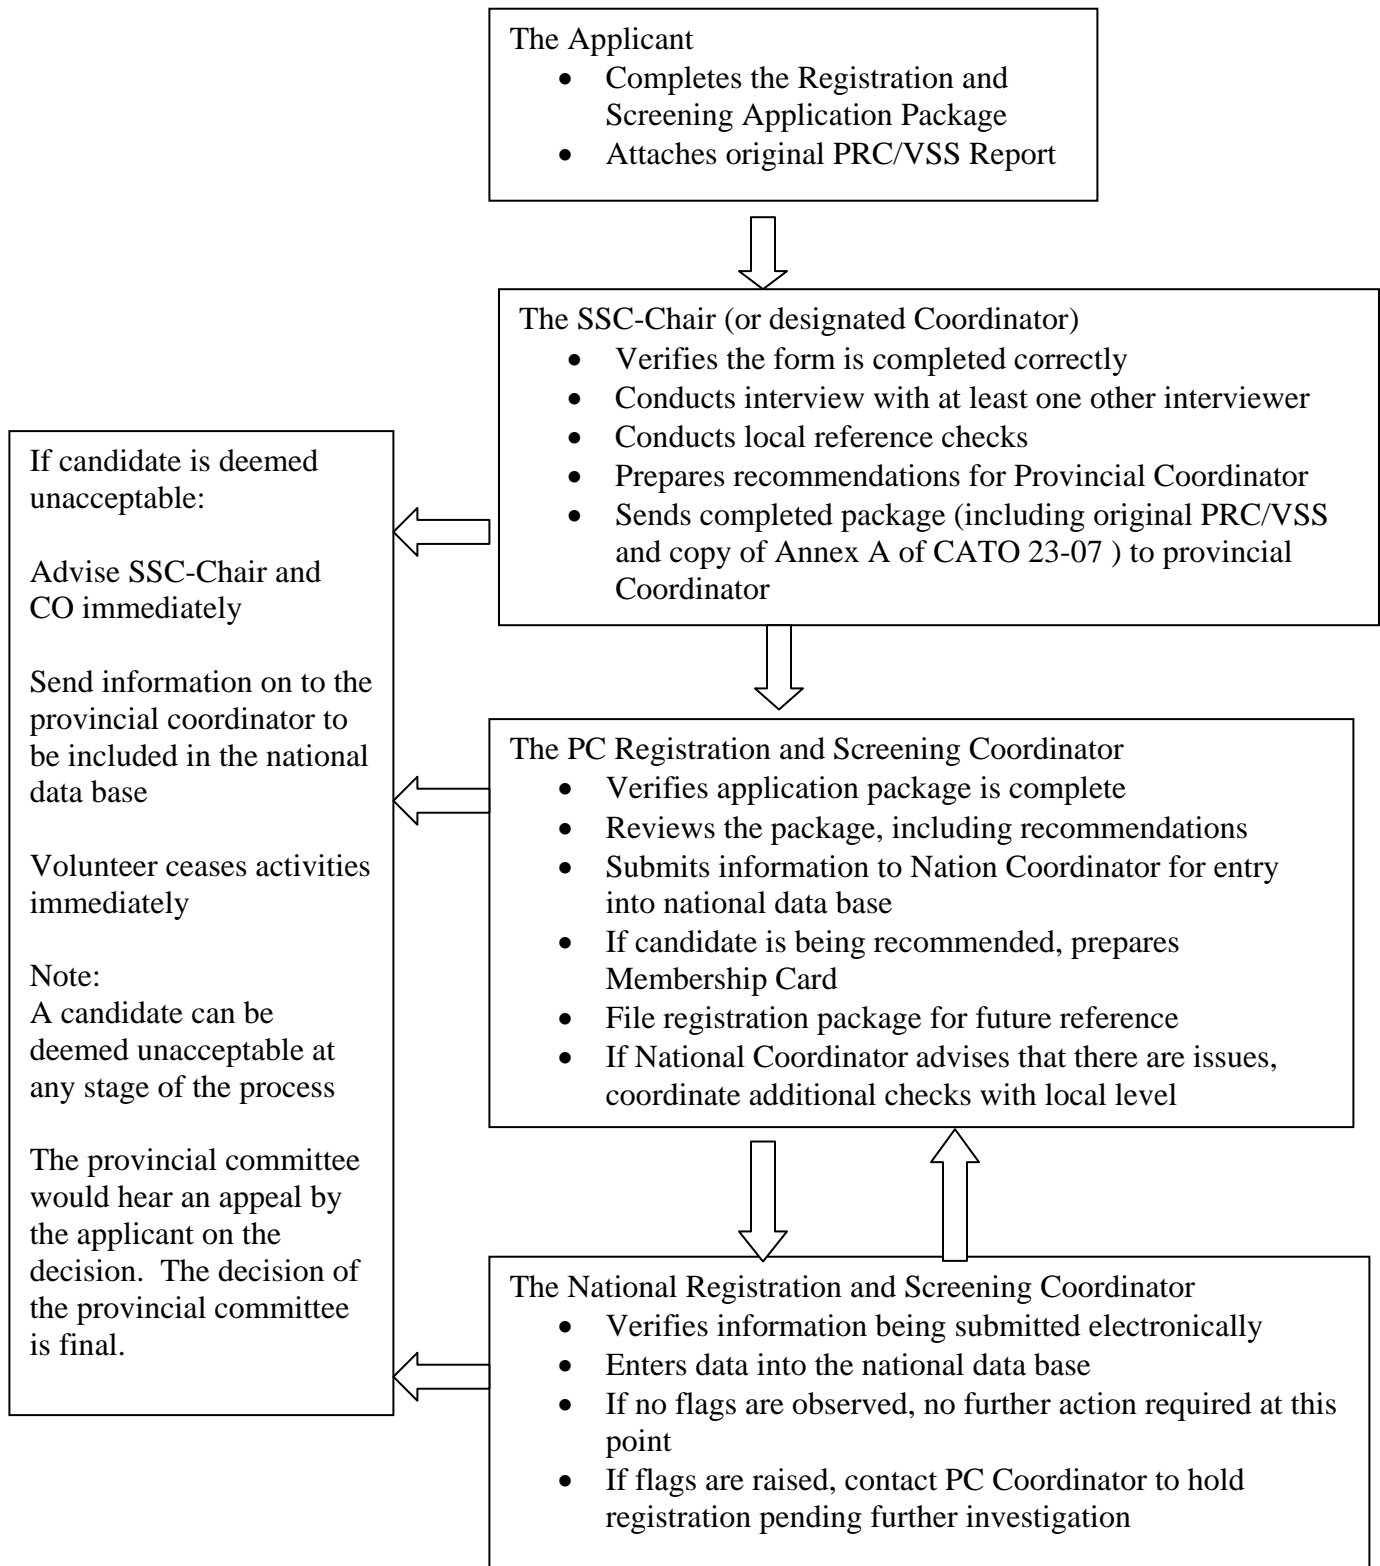 The Applicant
• Completes the Registration and
Screening Application Package
• Attaches original PRC/VSS Report
The SSC-Chair (or designated Coordinator)
• Verifies the form is completed correctly
• Conducts interview with at least one other interviewer
• Conducts local reference checks
• Prepares recommendations for Provincial Coordinator
• Sends completed package (including original PRC/VSS
and copy of Annex A of CATO 23-07 ) to provincial
Coordinator
If candidate is deemed
unacceptable:
Advise SSC-Chair and
CO immediately
Send information on to the
provincial coordinator to
be included in the national
data base
Volunteer ceases activities
immediately
Note:
A candidate can be
deemed unacceptable at
any stage of the process
The provincial committee
would hear an appeal by
the applicant on the
decision.  The decision of
the provincial committee
is final.
The PC Registration and Screening Coordinator
• Verifies application package is complete
• Reviews the package, including recommendations
• Submits information to Nation Coordinator for entry
into national data base
• If candidate is being recommended, prepares
Membership Card
• File registration package for future reference
• If National Coordinator advises that there are issues,
coordinate additional checks with local level
The National Registration and Screening Coordinator
• Verifies information being submitted electronically
• Enters data into the national data base
• If no flags are observed, no further action required at this
point
• If flags are raised, contact PC Coordinator to hold
registration pending further investigation